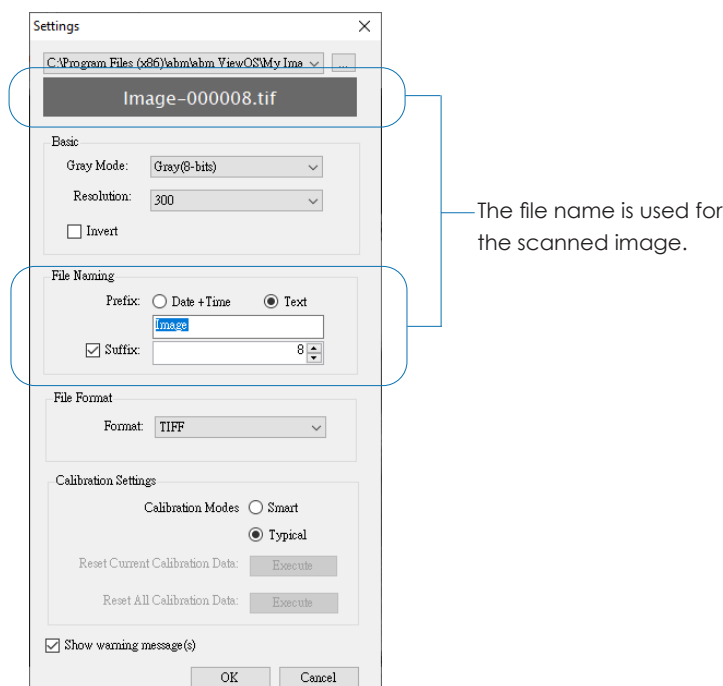 Settings
C:\Program Files (x86)\abm\abm ViewOS\My Ima
...
Image-000008.tif
Basic
Gray Mode: Gray(8-bits)
Resolution: 300
Invert
The file name is used for
the scanned image.
File Naming
Prefix: Date +Time Text
Image
Suffix: 8
File Format
Format: TIFF
Calibration Settings
Calibration Modes Smart
Typical
Reset Current Calibration Data: Execute
Reset All Calibration Data: Execute
Show warning message(s)
OK Cancel